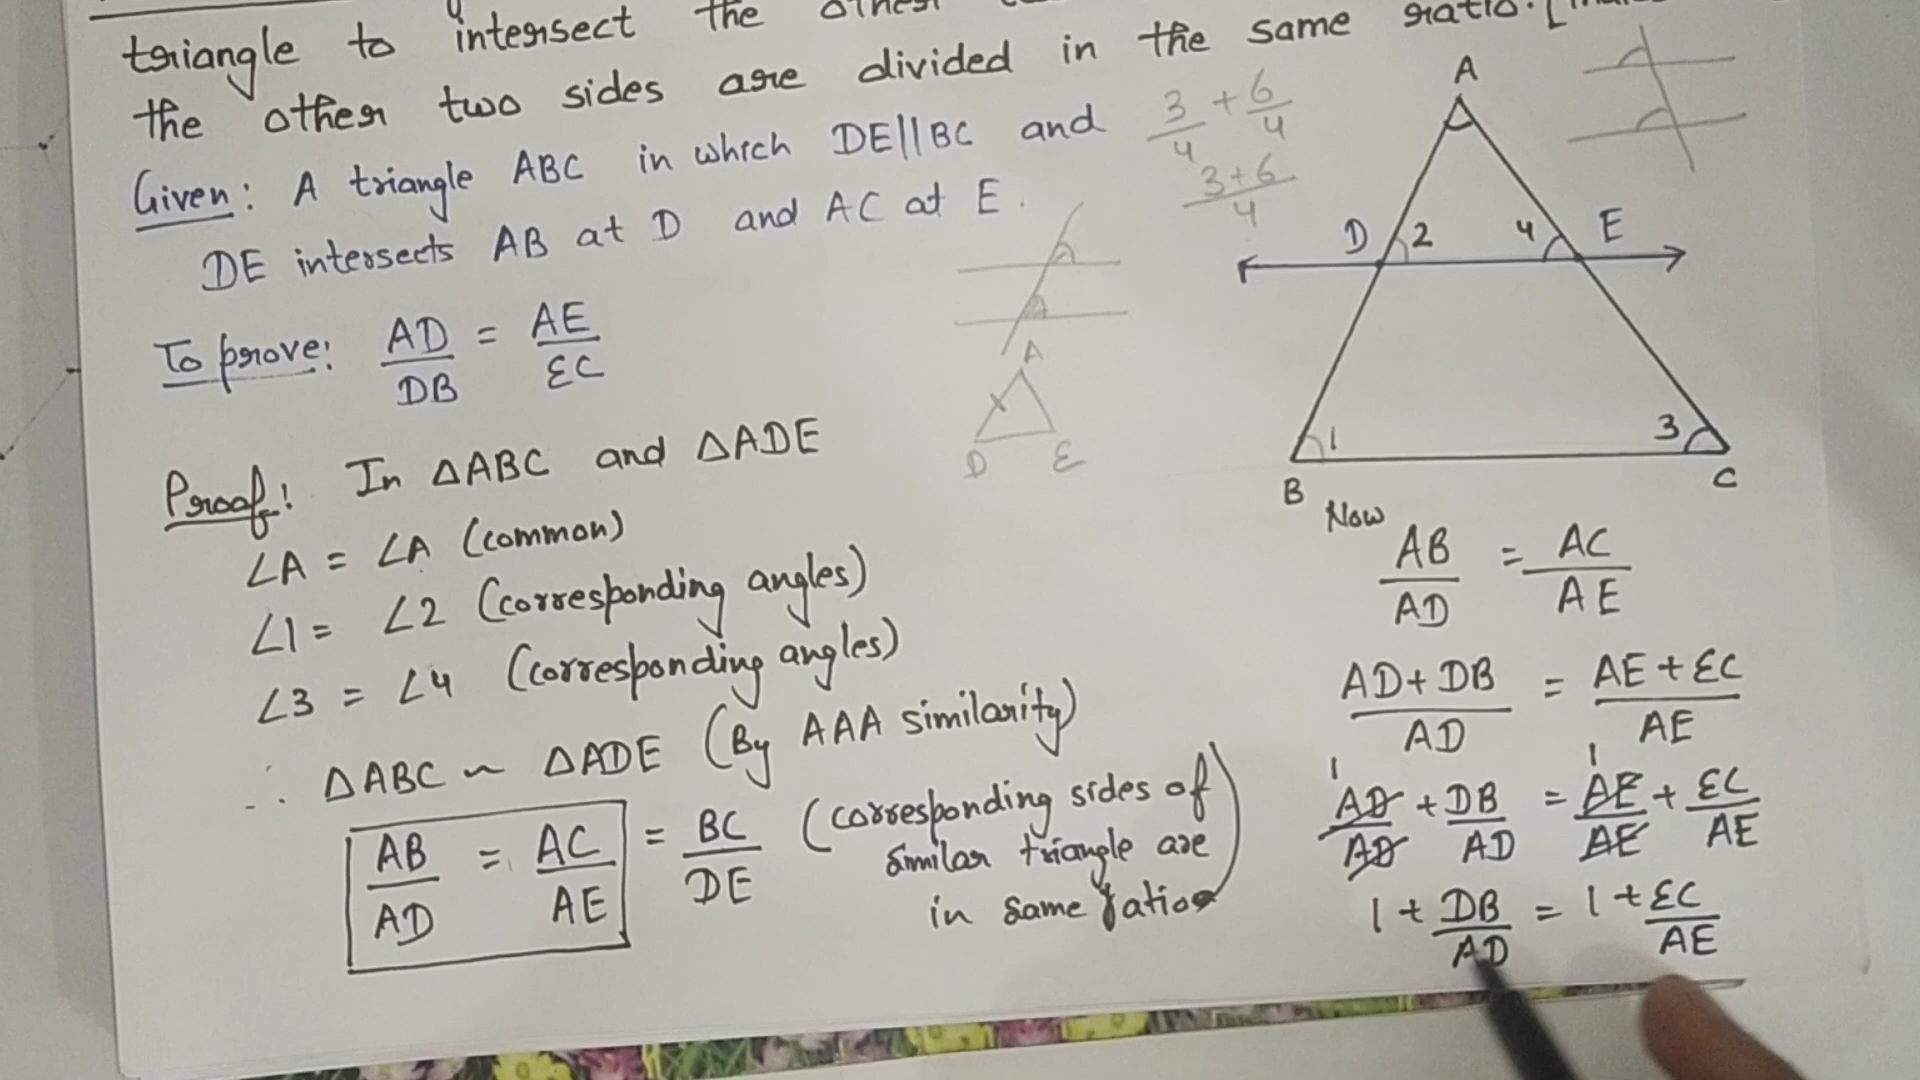 triangle to intersect the other
the other two sides are divided in the same ratio.
Given: A triangle ABC in which DE||BC and
DE intersects AB at D and AC at E.
To prove: AD/DB = AE/EC
Proof: In △ABC and △ADE
∠A = ∠A (common)
∠1 = ∠2 (corresponding angles)
∠3 = ∠4 (corresponding angles)
∴ △ABC ~ △ADE (By AAA similarity)
AB/AD = AC/AE = BC/DE (corresponding sides of
similar triangle are
in same ratio)
3/4 + 6/4
3+6/4
A
D E
A
D 2 4 E
1 3
B C
Now
AB/AD = AC/AE
AD+DB/AD = AE+EC/AE
1 1
AD/AD + DB/AD = AE/AE + EC/AE
1 + DB/AD = 1 + EC/AE